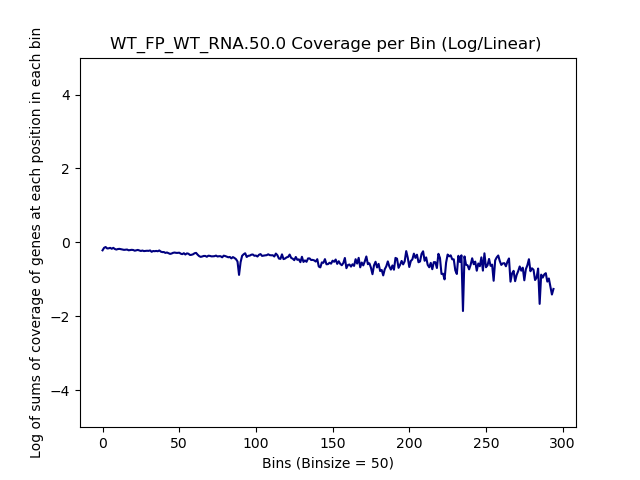 WT_FP_WT_RNA.50.0 Coverage per Bin (Log/Linear)
Log of sums of coverage of genes at each position in each bin
4
2
0
−2
−4
0 50 100 150 200 250 300
Bins (Binsize = 50)